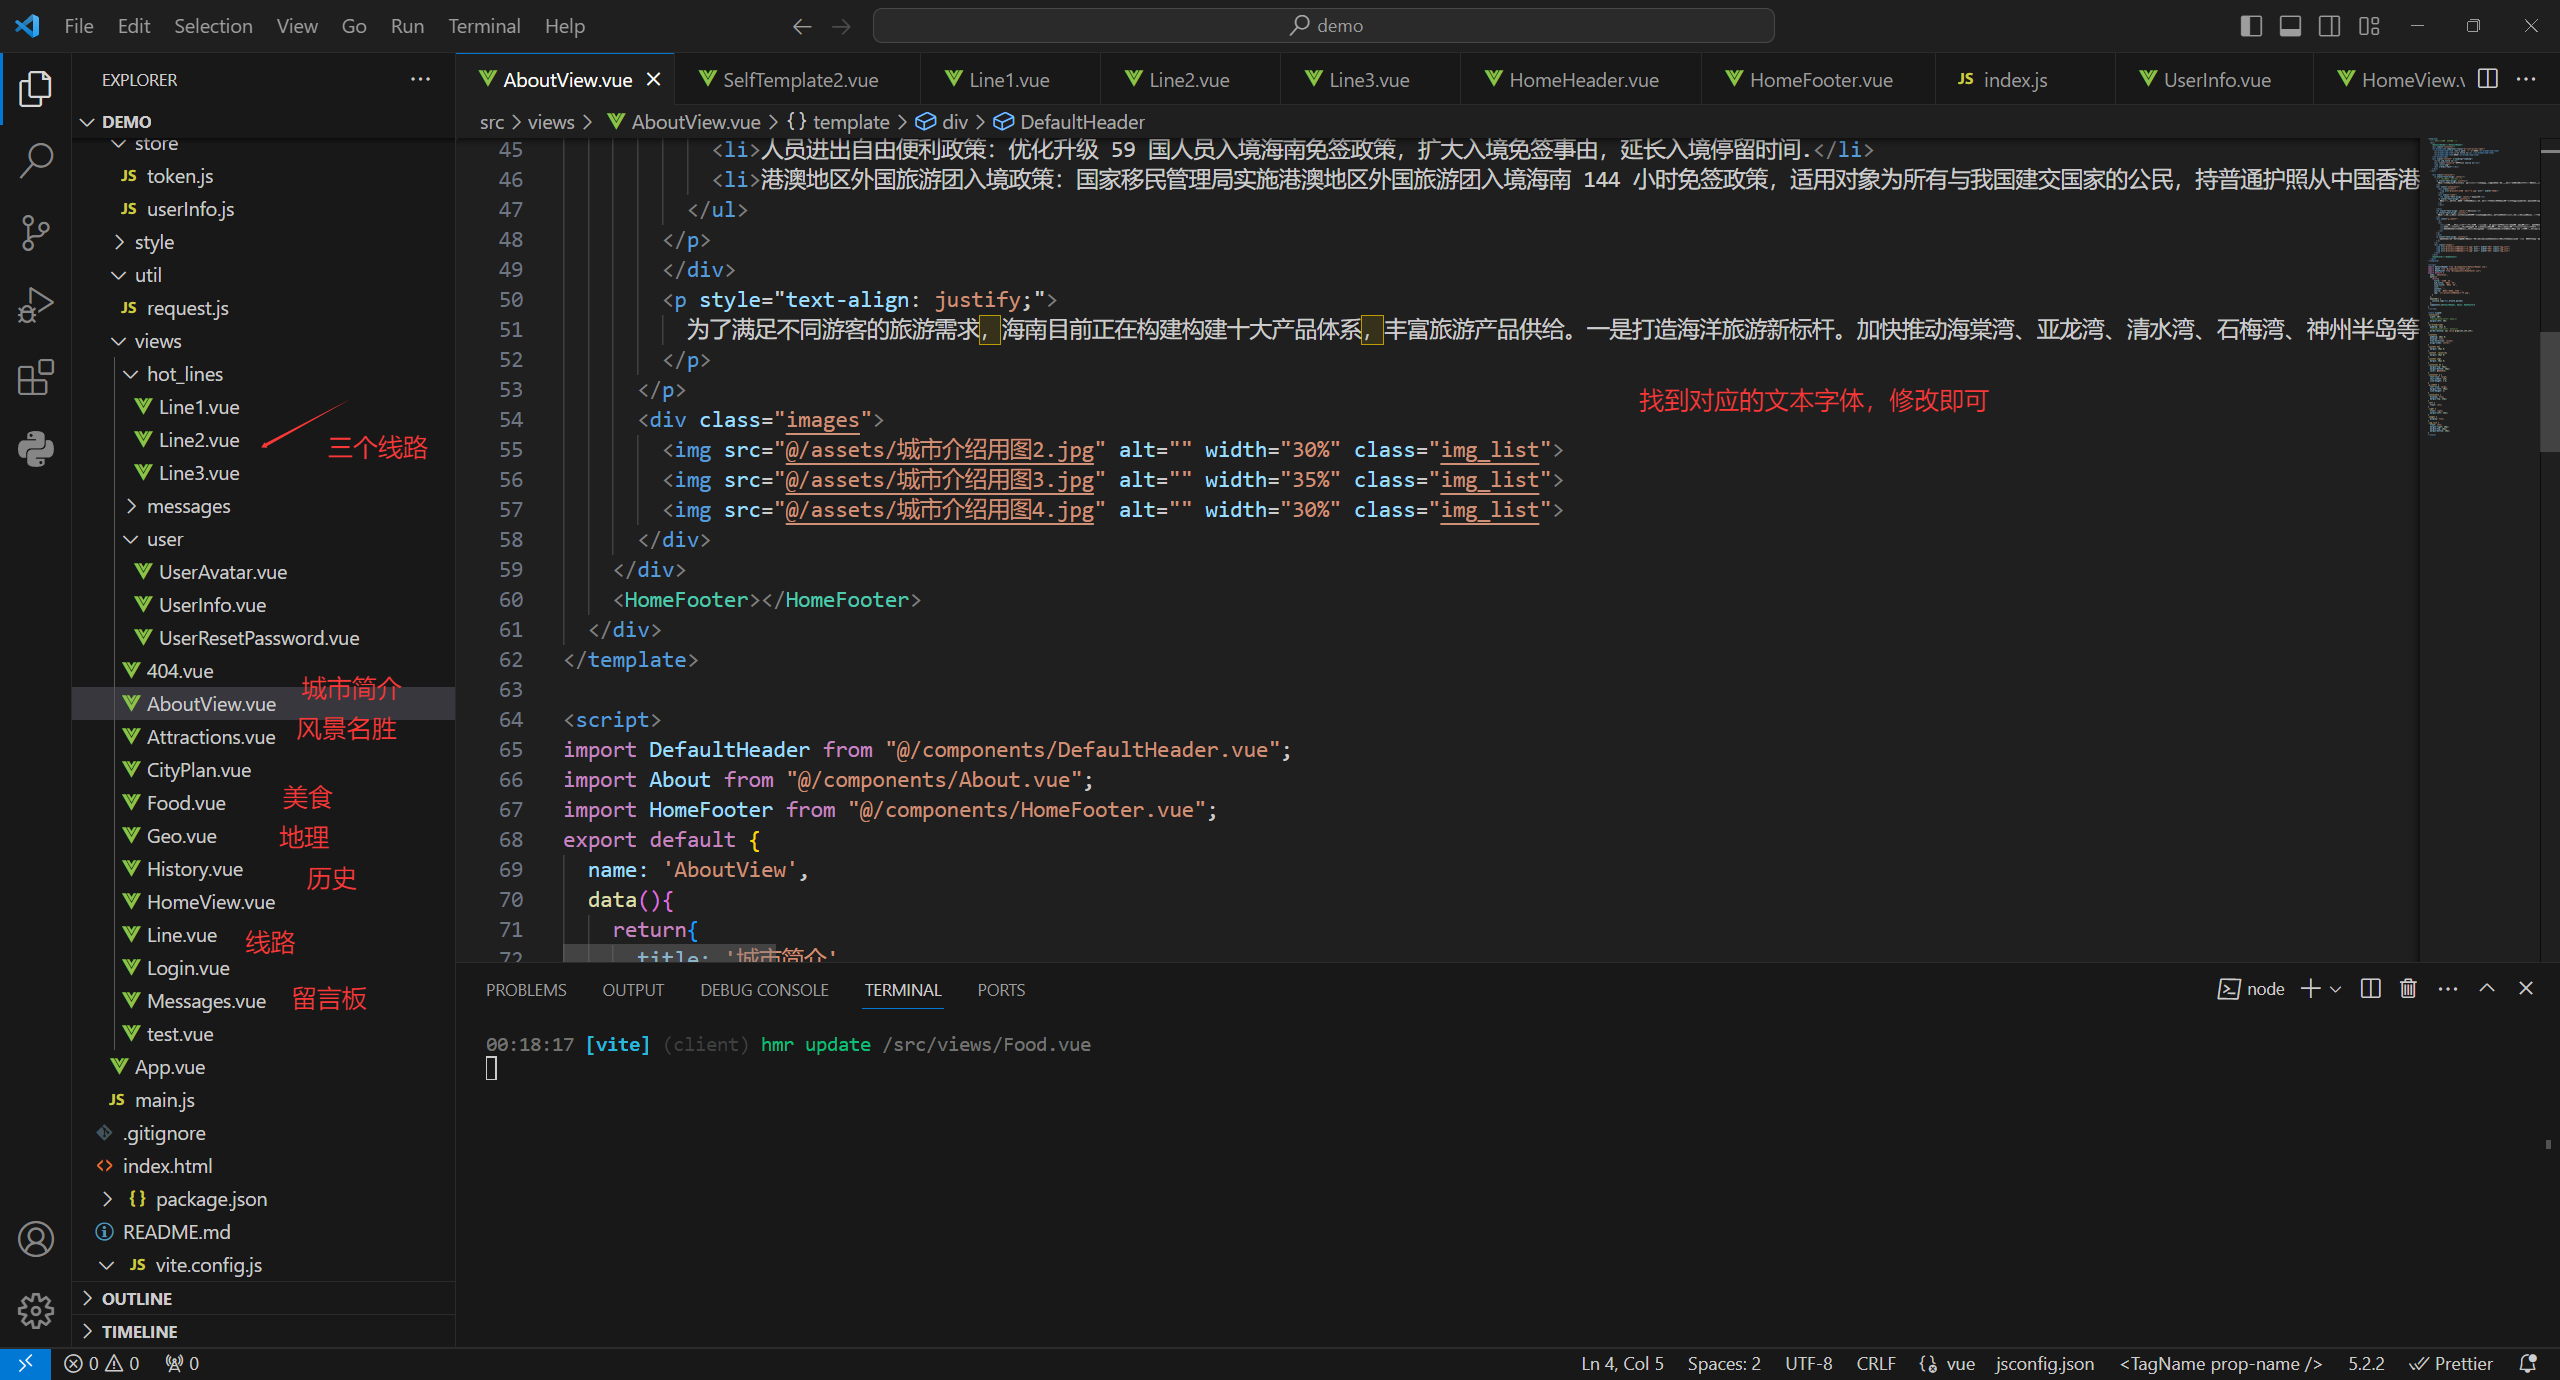 File Edit Selection View Go Run Terminal Help
demo
EXPLORER
DEMO
store
JS token.js
JS userInfo.js
style
util
JS request.js
views
hot_lines
Line1.vue
Line2.vue
三个线路
Line3.vue
messages
user
UserAvatar.vue
UserInfo.vue
UserResetPassword.vue
404.vue
城市简介
AboutView.vue
风景名胜
Attractions.vue
CityPlan.vue
美食
Food.vue
地理
Geo.vue
历史
History.vue
HomeView.vue
线路
Line.vue
Login.vue
留言板
Messages.vue
test.vue
App.vue
JS main.js
.gitignore
<> index.html
{} package.json
README.md
JS vite.config.js
OUTLINE
TIMELINE
AboutView.vue SelfTemplate2.vue Line1.vue Line2.vue Line3.vue HomeHeader.vue HomeFooter.vue JS index.js UserInfo.vue HomeView.v
src > views > AboutView.vue > {} template > div > DefaultHeader
45 <li>人员进出自由便利政策：优化升级 59 国人员入境海南免签政策，扩大入境免签事由，延长入境停留时间.</li>
46 <li>港澳地区外国旅游团入境政策：国家移民管理局实施港澳地区外国旅游团入境海南 144 小时免签政策，适用对象为所有与我国建交国家的公民，持普通护照从中国香港
47 </ul>
48 </p>
49 </div>
50 <p style="text-align: justify;">
51 为了满足不同游客的旅游需求，海南目前正在构建构建十大产品体系，丰富旅游产品供给。一是打造海洋旅游新标杆。加快推动海棠湾、亚龙湾、清水湾、石梅湾、神州半岛等
52 </p>
53 </p>
找到对应的文本字体，修改即可
54 <div class="images">
55 <img src="@/assets/城市介绍用图2.jpg" alt="" width="30%" class="img_list">
56 <img src="@/assets/城市介绍用图3.jpg" alt="" width="35%" class="img_list">
57 <img src="@/assets/城市介绍用图4.jpg" alt="" width="30%" class="img_list">
58 </div>
59 </div>
60 <HomeFooter></HomeFooter>
61 </div>
62 </template>
63
64 <script>
65 import DefaultHeader from "@/components/DefaultHeader.vue";
66 import About from "@/components/About.vue";
67 import HomeFooter from "@/components/HomeFooter.vue";
68 export default {
69 name: 'AboutView',
70 data(){
71 return{
72 title: '城市简介'
PROBLEMS OUTPUT DEBUG CONSOLE TERMINAL PORTS
node
00:18:17 [vite] (client) hmr update /src/views/Food.vue
0 0 0
Ln 4, Col 5 Spaces: 2 UTF-8 CRLF vue jsconfig.json <TagName prop-name /> 5.2.2 Prettier